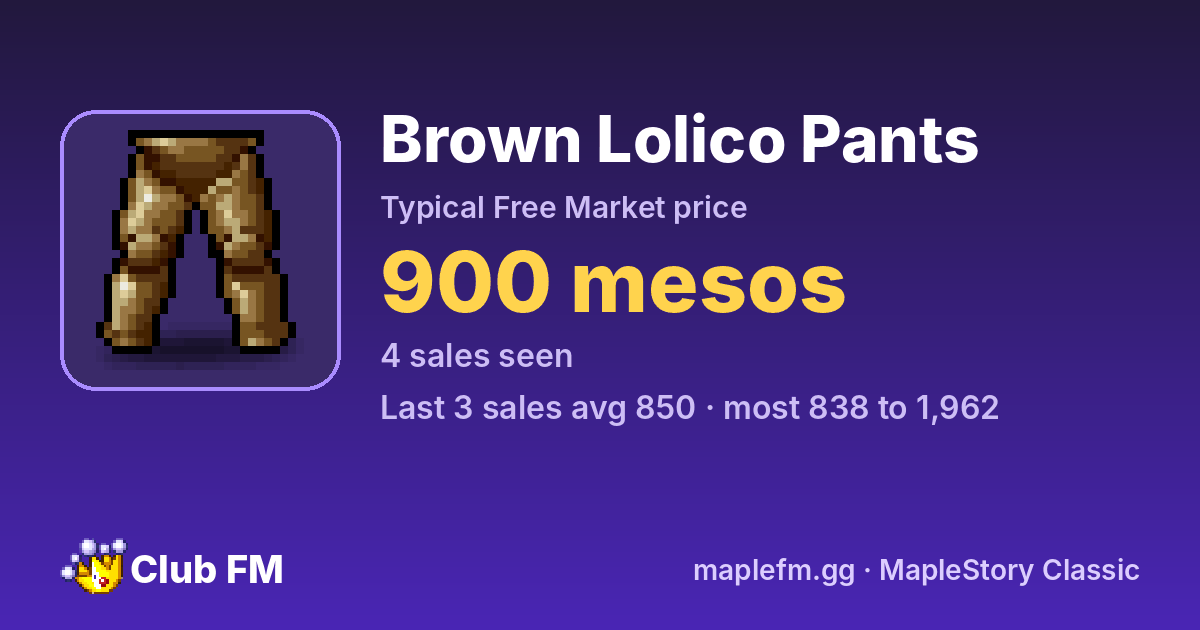 Brown Lolico Pants
Typical Free Market price
900 mesos
4 sales seen
Last 3 sales avg 850 · most 838 to 1,962
Club FM
maplefm.gg · MapleStory Classic